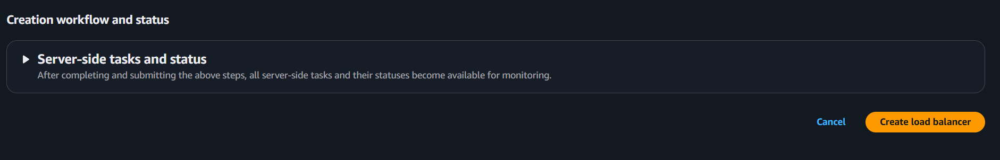 Creation workflow and status
Server-side tasks and status
After completing and submitting the above steps, all server-side tasks and their statuses become available for monitoring.
Cancel
Create load balancer